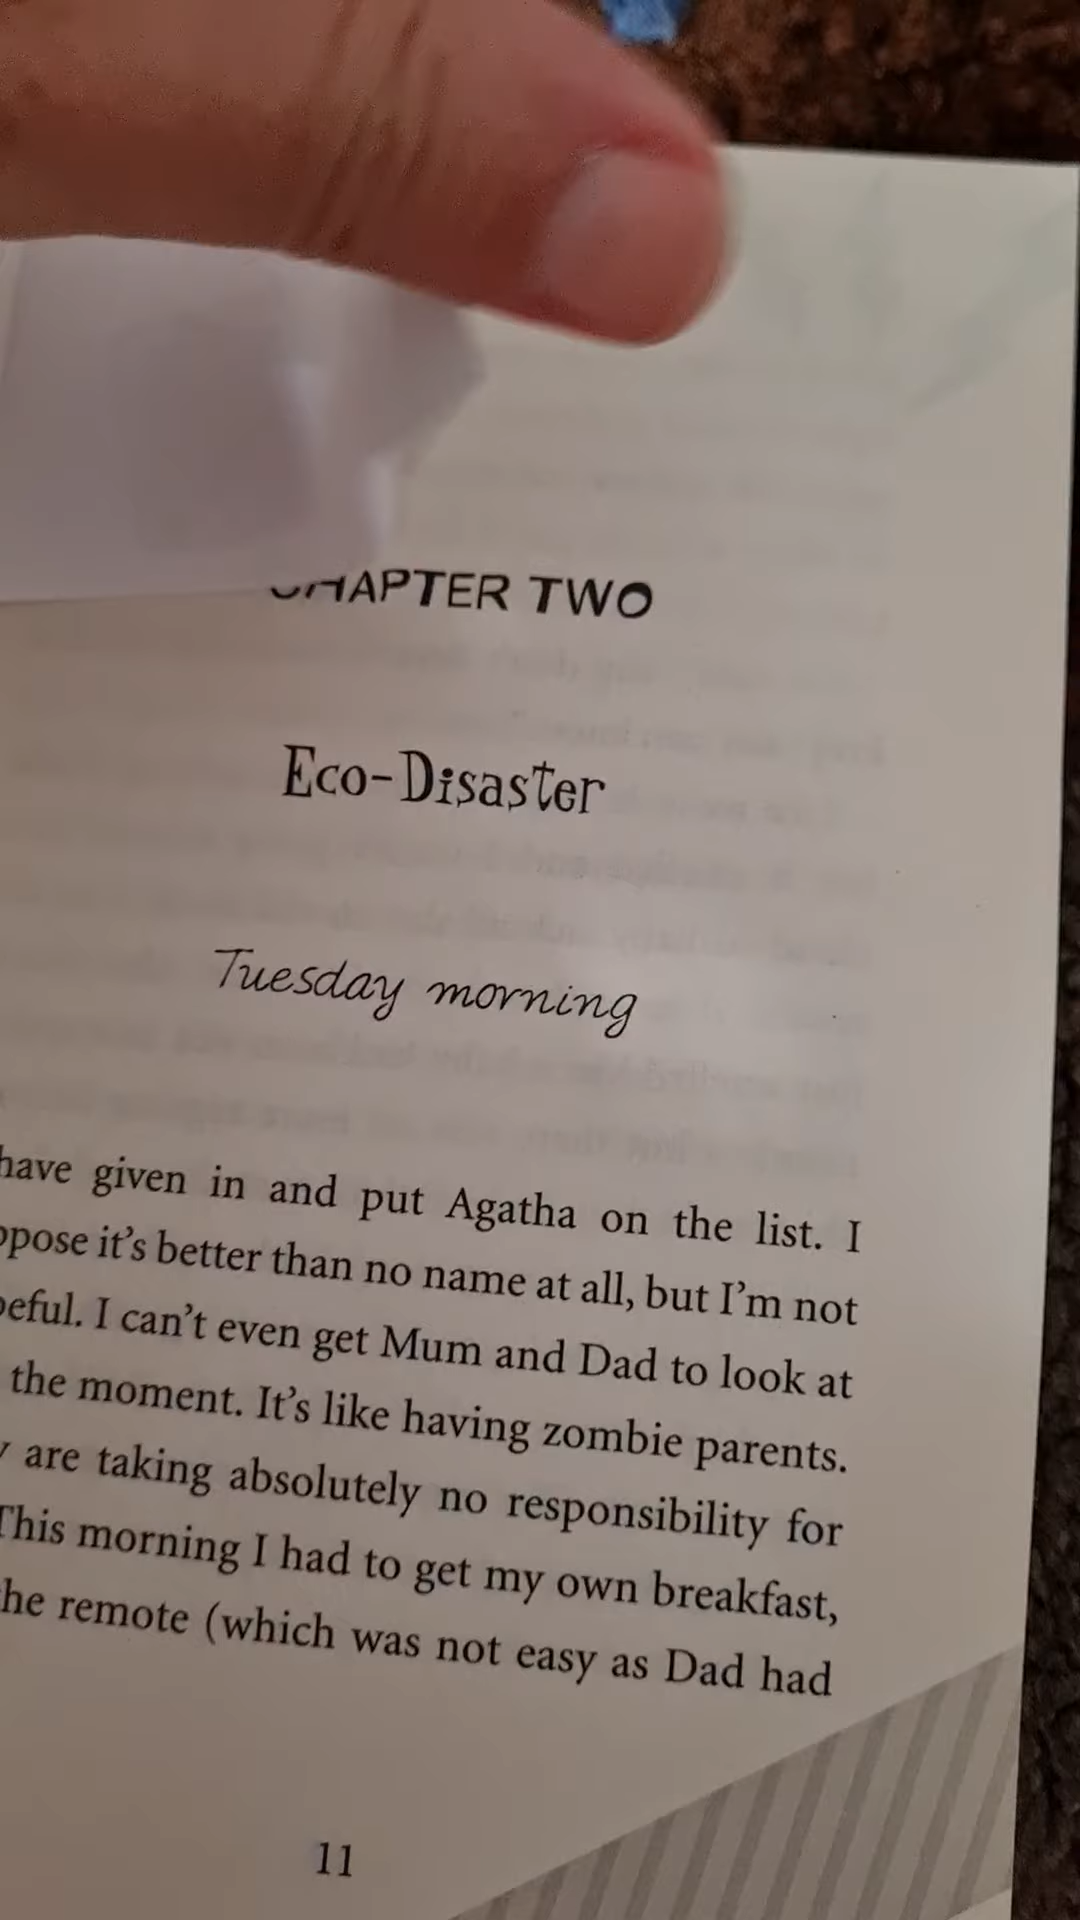 CHAPTER TWO
Eco-Disaster
Tuesday morning
have given in and put Agatha on the list. I
it's better than no name at all, but I'm not
I can't even get Mum and Dad to look at
the moment. It's like having zombie parents.
are taking absolutely no responsibility for
This morning I had to get my own breakfast,
the remote (which was not easy as Dad had
11